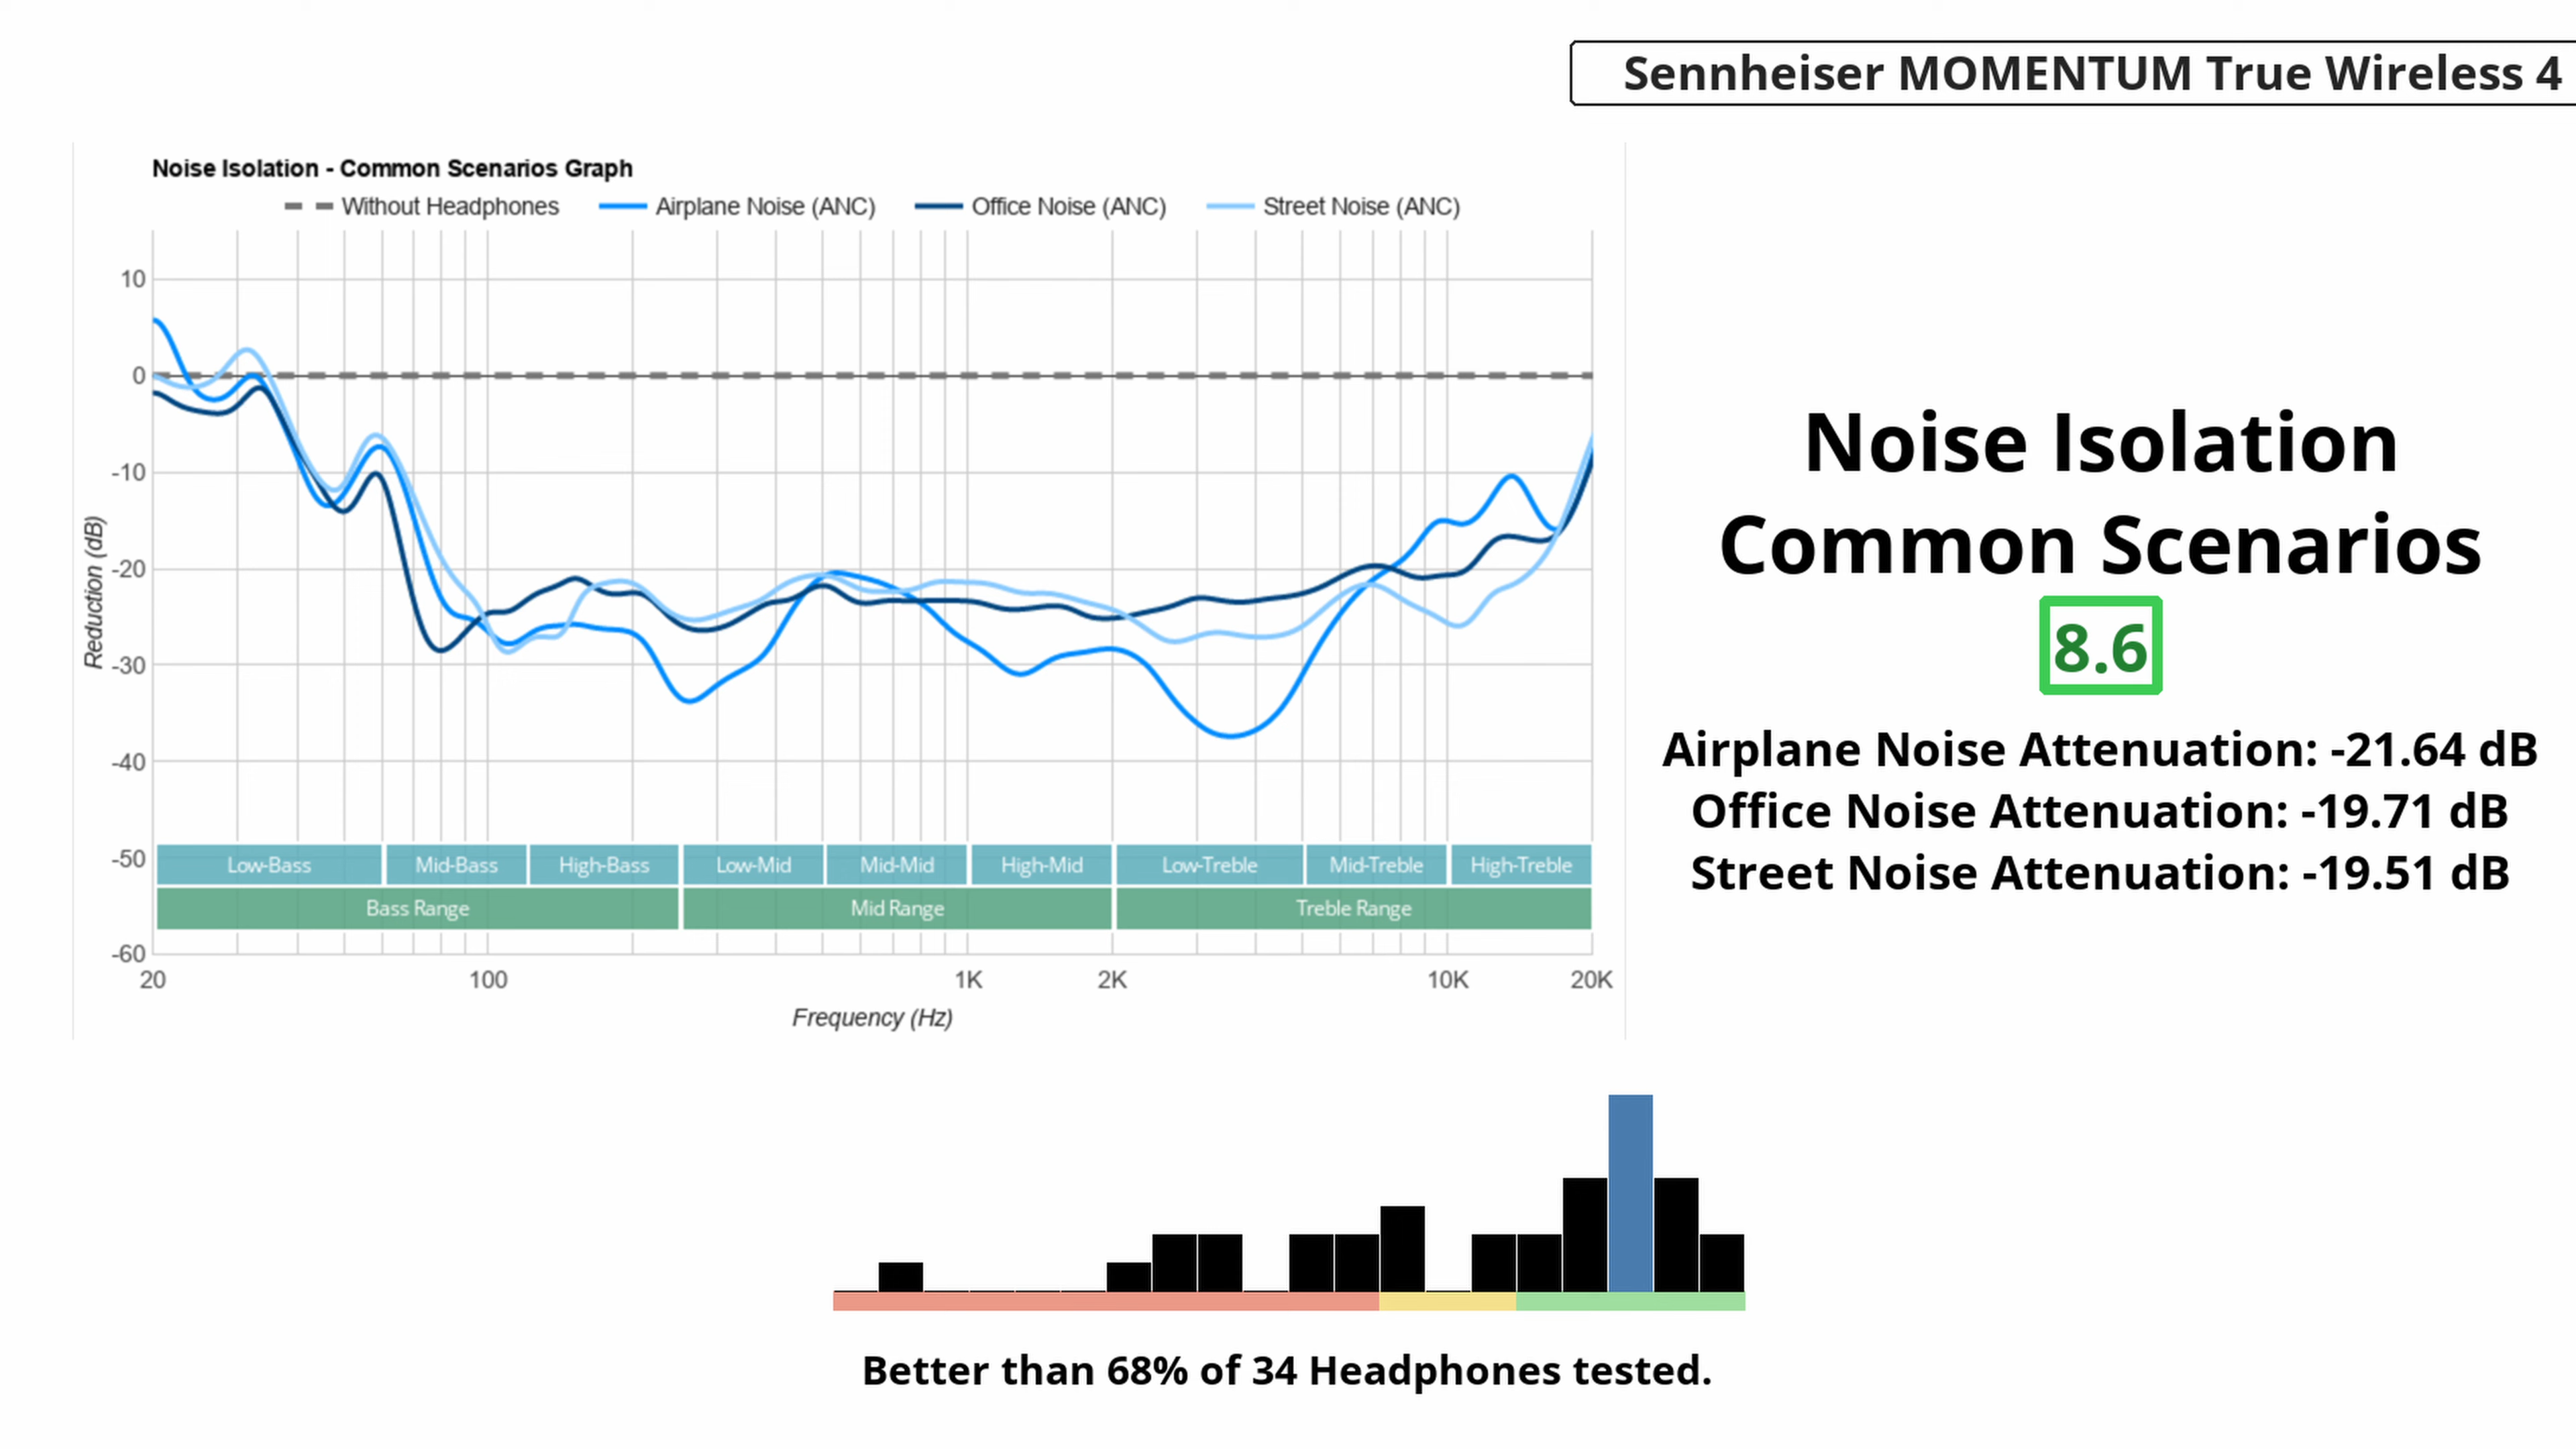 Sennheiser MOMENTUM True Wireless 4
Noise Isolation - Common Scenarios Graph
Without Headphones Airplane Noise (ANC) Office Noise (ANC) Street Noise (ANC)
10
0
-10
-20
-30
-40
-50
-60
Reduction (dB)
Low-Bass Mid-Bass High-Bass Low-Mid Mid-Mid High-Mid Low-Treble Mid-Treble High-Treble
Bass Range Mid Range Treble Range
20 100 1K 2K 10K 20K
Frequency (Hz)
Noise Isolation
Common Scenarios
8.6
Airplane Noise Attenuation: -21.64 dB
Office Noise Attenuation: -19.71 dB
Street Noise Attenuation: -19.51 dB
Better than 68% of 34 Headphones tested.